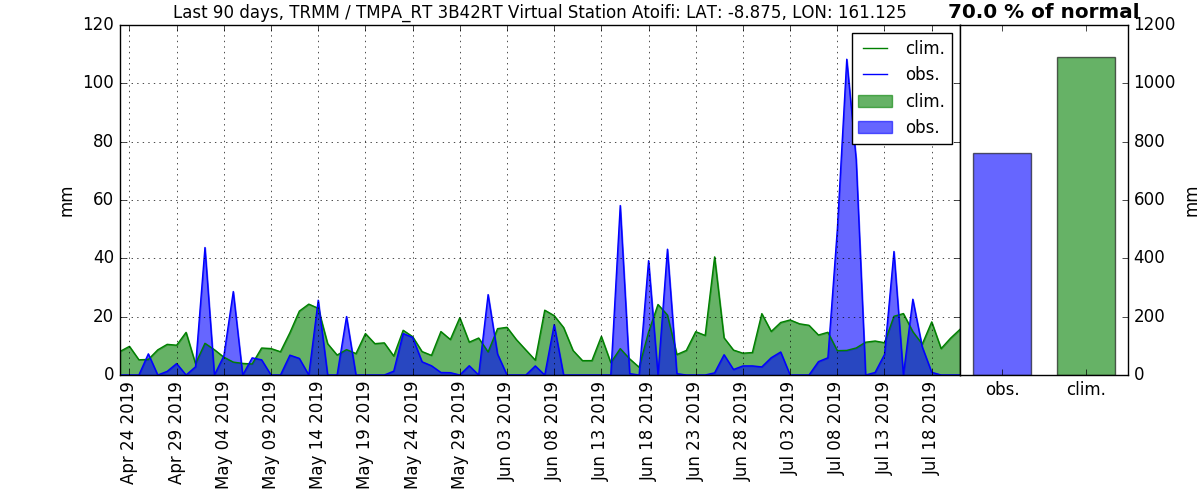 Last 90 days, TRMM / TMPA_RT 3B42RT Virtual Station Atoifi: LAT: -8.875, LON: 161.125
70.0 % of normal
120
100
80
60
40
20
0
mm
clim.
obs.
clim.
obs.
1200
1000
800
600
400
200
0
mm
obs.
clim.
Apr 24 2019
Apr 29 2019
May 04 2019
May 09 2019
May 14 2019
May 19 2019
May 24 2019
May 29 2019
Jun 03 2019
Jun 08 2019
Jun 13 2019
Jun 18 2019
Jun 23 2019
Jun 28 2019
Jul 03 2019
Jul 08 2019
Jul 13 2019
Jul 18 2019